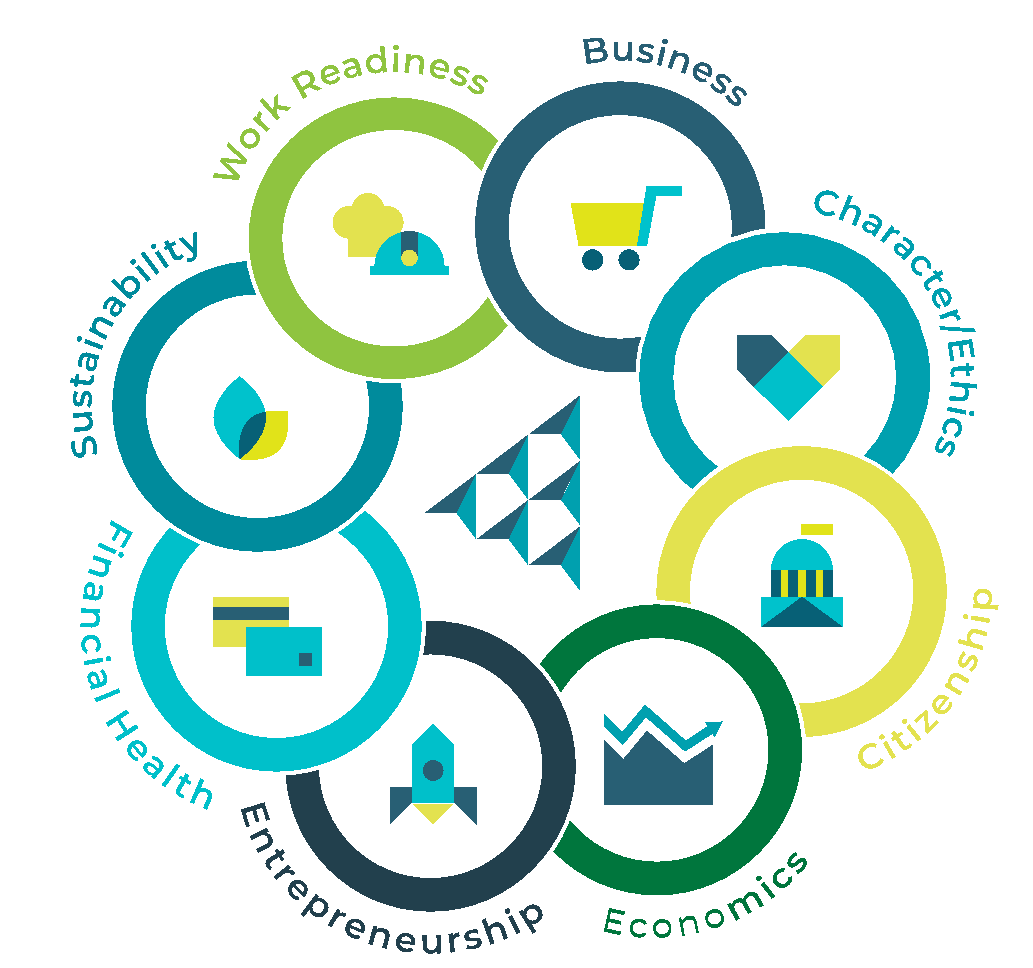 Work Readiness
Business
Character/Ethics
Citizenship
Economics
Entrepreneurship
Financial Health
Sustainability